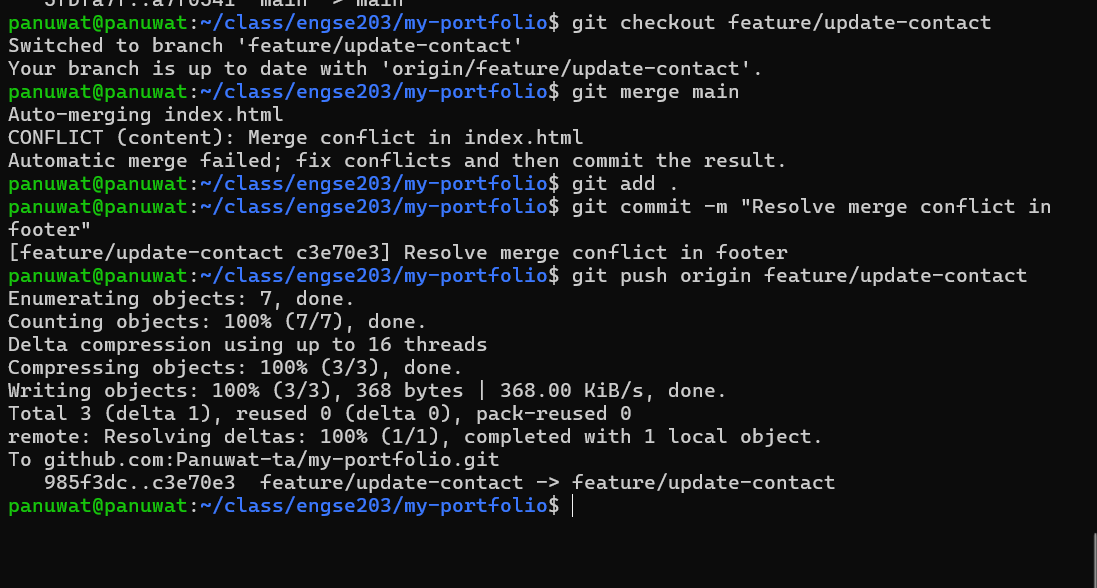 panuwat@panuwat:~/class/engse203/my-portfolio$ git checkout feature/update-contact
Switched to branch 'feature/update-contact'
Your branch is up to date with 'origin/feature/update-contact'.
panuwat@panuwat:~/class/engse203/my-portfolio$ git merge main
Auto-merging index.html
CONFLICT (content): Merge conflict in index.html
Automatic merge failed; fix conflicts and then commit the result.
panuwat@panuwat:~/class/engse203/my-portfolio$ git add .
panuwat@panuwat:~/class/engse203/my-portfolio$ git commit -m "Resolve merge conflict in
footer"
[feature/update-contact c3e70e3] Resolve merge conflict in footer
panuwat@panuwat:~/class/engse203/my-portfolio$ git push origin feature/update-contact
Enumerating objects: 7, done.
Counting objects: 100% (7/7), done.
Delta compression using up to 16 threads
Compressing objects: 100% (3/3), done.
Writing objects: 100% (3/3), 368 bytes | 368.00 KiB/s, done.
Total 3 (delta 1), reused 0 (delta 0), pack-reused 0
remote: Resolving deltas: 100% (1/1), completed with 1 local object.
To github.com:Panuwat-ta/my-portfolio.git
   985f3dc..c3e70e3  feature/update-contact -> feature/update-contact
panuwat@panuwat:~/class/engse203/my-portfolio$